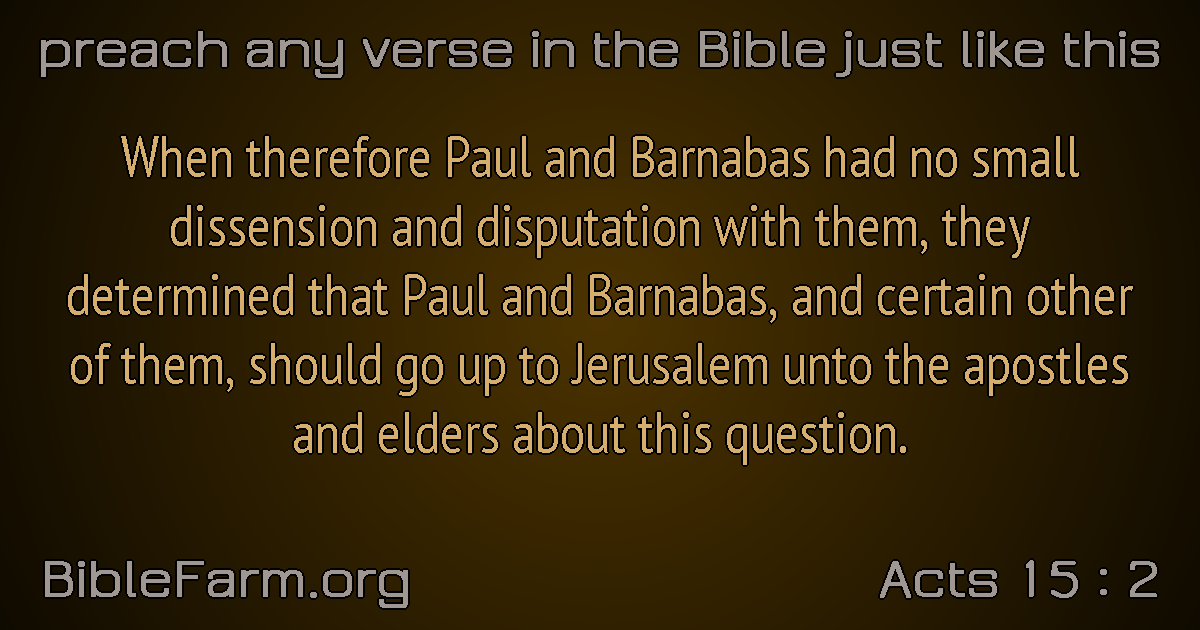 preach any verse in the Bible just like this
When therefore Paul and Barnabas had no small
dissension and disputation with them, they
determined that Paul and Barnabas, and certain other
of them, should go up to Jerusalem unto the apostles
and elders about this question.
BibleFarm.org
Acts 15 : 2